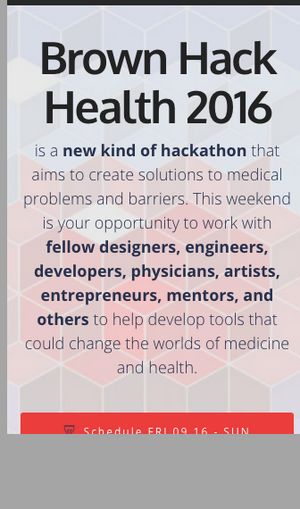 Brown Hack
Health 2016
is a new kind of hackathon that
aims to create solutions to medical
problems and barriers. This weekend
is your opportunity to work with
fellow designers, engineers,
developers, physicians, artists,
entrepreneurs, mentors, and
others to help develop tools that
could change the worlds of medicine
and health.
Schedule FRI 09.16 - SUN